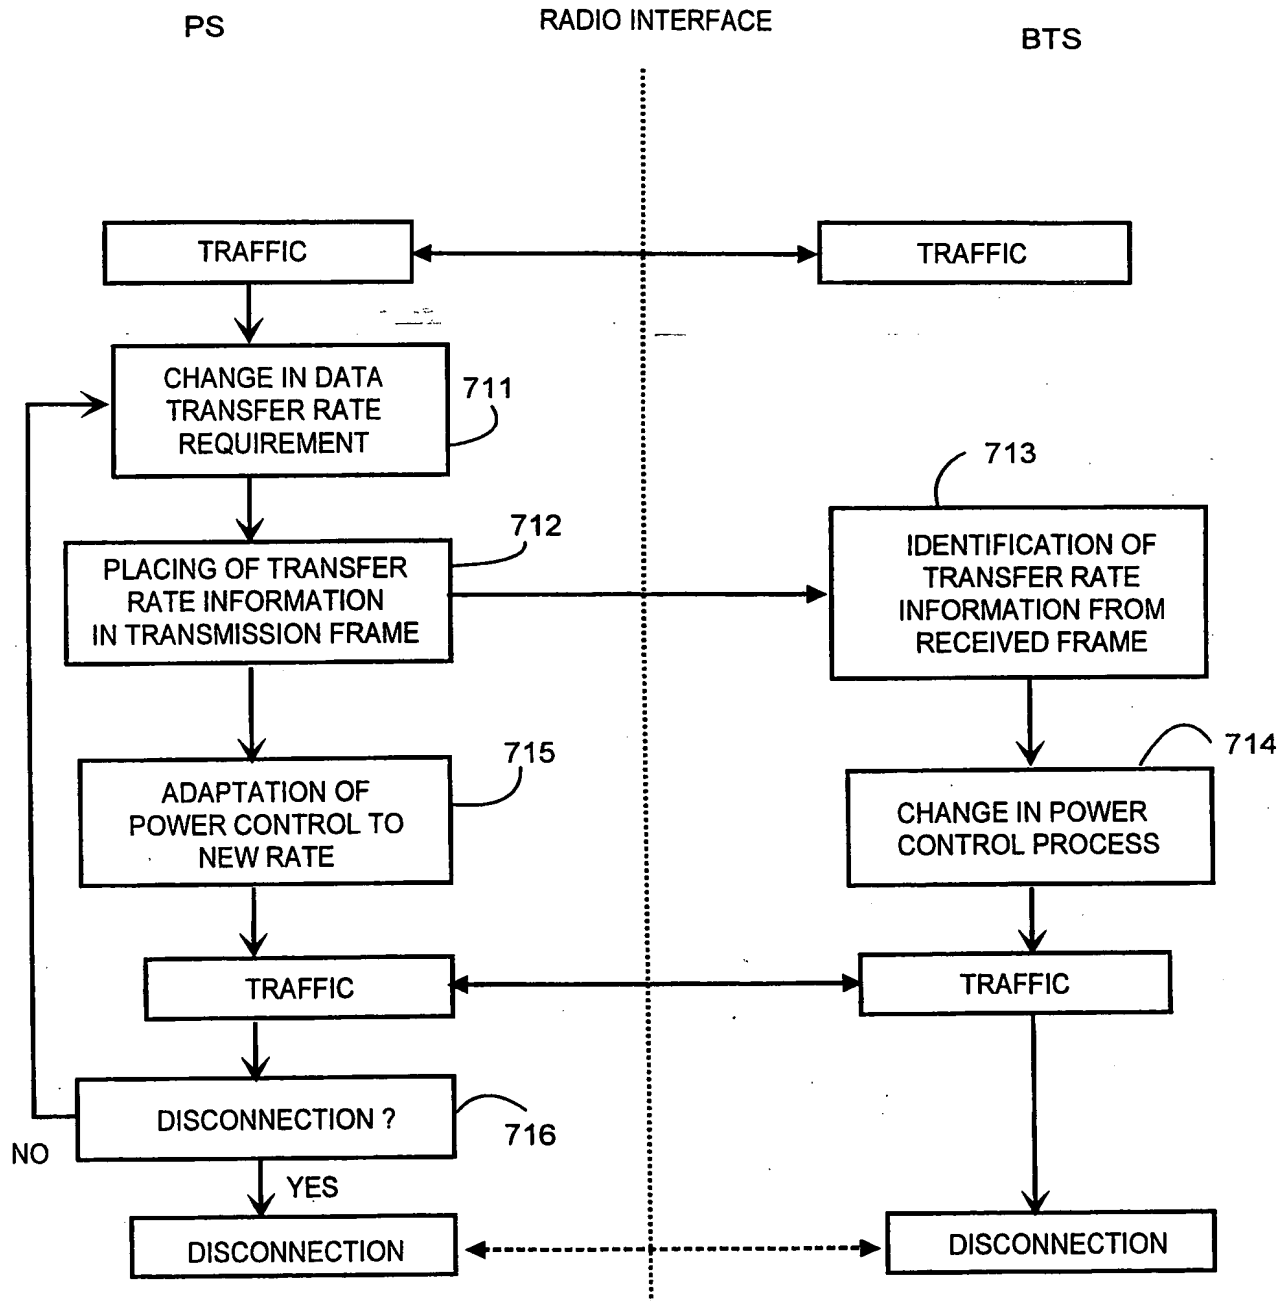 PS
RADIO INTERFACE
BTS
TRAFFIC
TRAFFIC
CHANGE IN DATA
TRANSFER RATE
REQUIREMENT
711
713
712
PLACING OF TRANSFER
RATE INFORMATION
IN TRANSMISSION FRAME
IDENTIFICATION OF
TRANSFER RATE
INFORMATION FROM
RECEIVED FRAME
715
714
ADAPTATION OF
POWER CONTROL TO
NEW RATE
CHANGE IN POWER
CONTROL PROCESS
TRAFFIC
TRAFFIC
DISCONNECTION ?
716
NO
YES
DISCONNECTION
DISCONNECTION